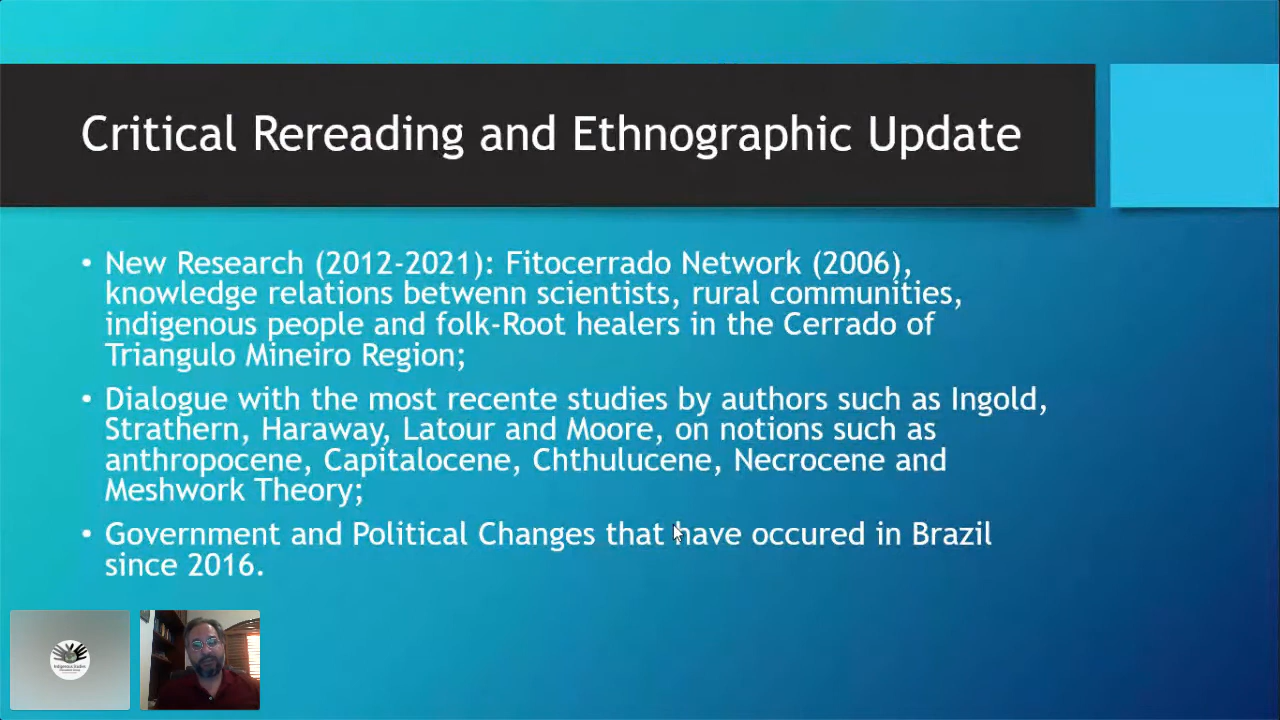 Critical Rereading and Ethnographic Update
• New Research (2012-2021): Fitocerrado Network (2006),
knowledge relations betwenn scientists, rural communities,
indigenous people and folk-Root healers in the Cerrado of
Triangulo Mineiro Region;
• Dialogue with the most recente studies by authors such as Ingold,
Strathern, Haraway, Latour and Moore, on notions such as
anthropocene, Capitalocene, Chthulucene, Necrocene and
Meshwork Theory;
• Government and Political Changes that have occured in Brazil
since 2016.
Indigenous Studies